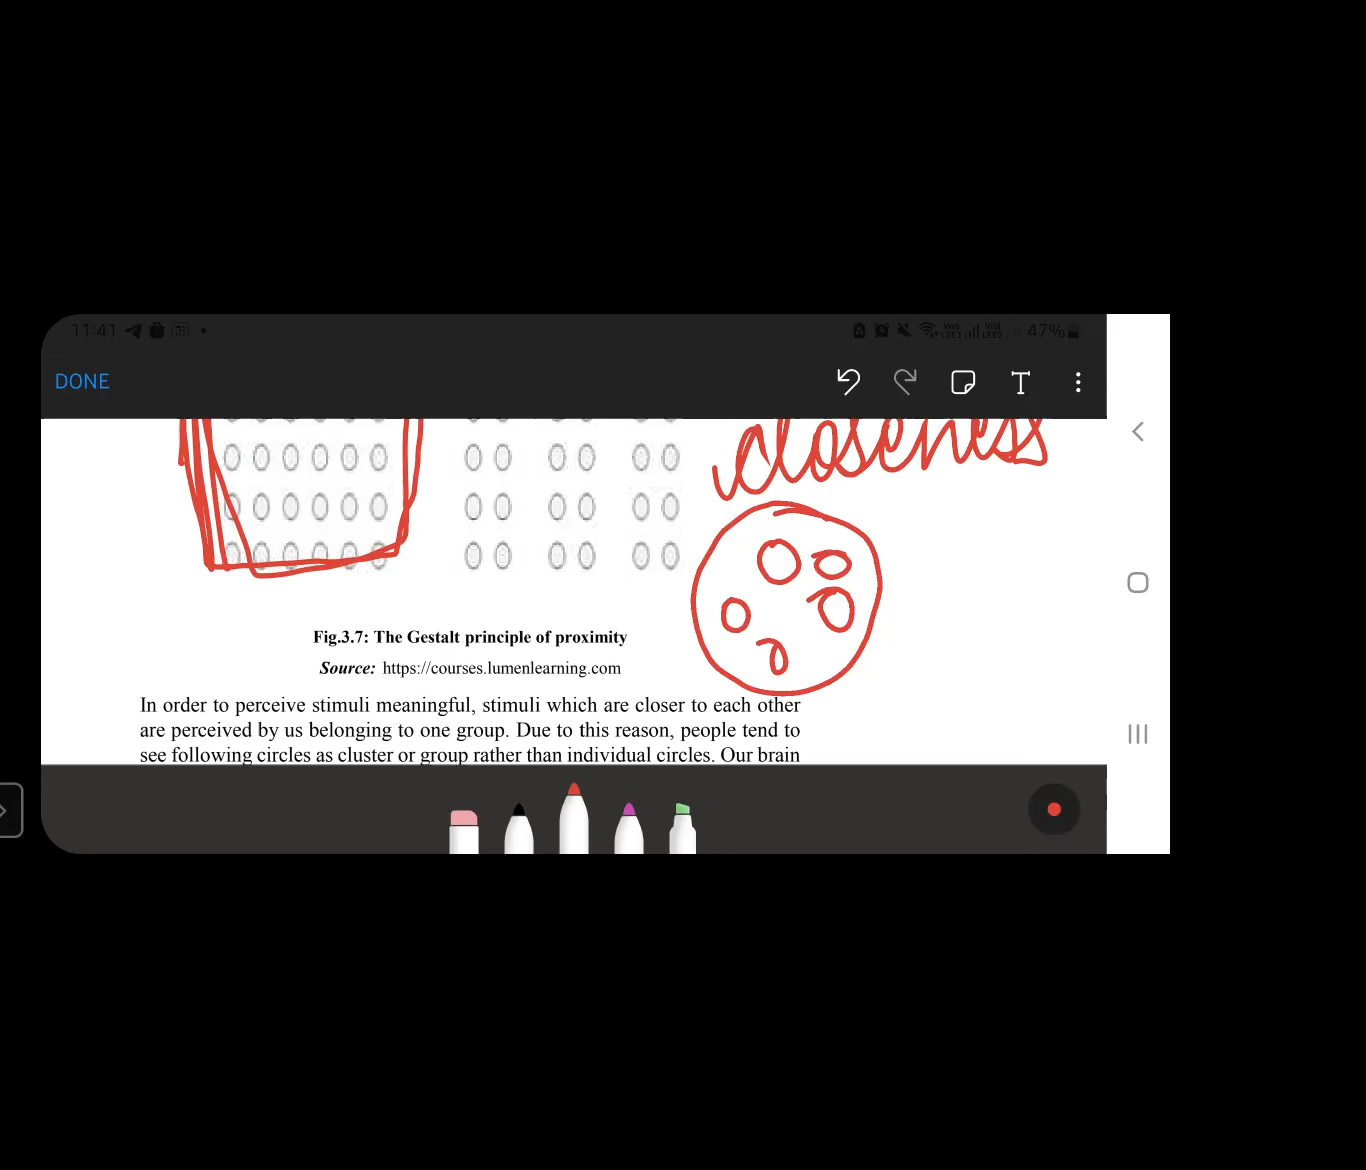 11:41
47%
DONE
closeness
Fig.3.7: The Gestalt principle of proximity
Source: https://courses.lumenlearning.com
In order to perceive stimuli meaningful, stimuli which are closer to each other
are perceived by us belonging to one group. Due to this reason, people tend to
see following circles as cluster or group rather than individual circles. Our brain